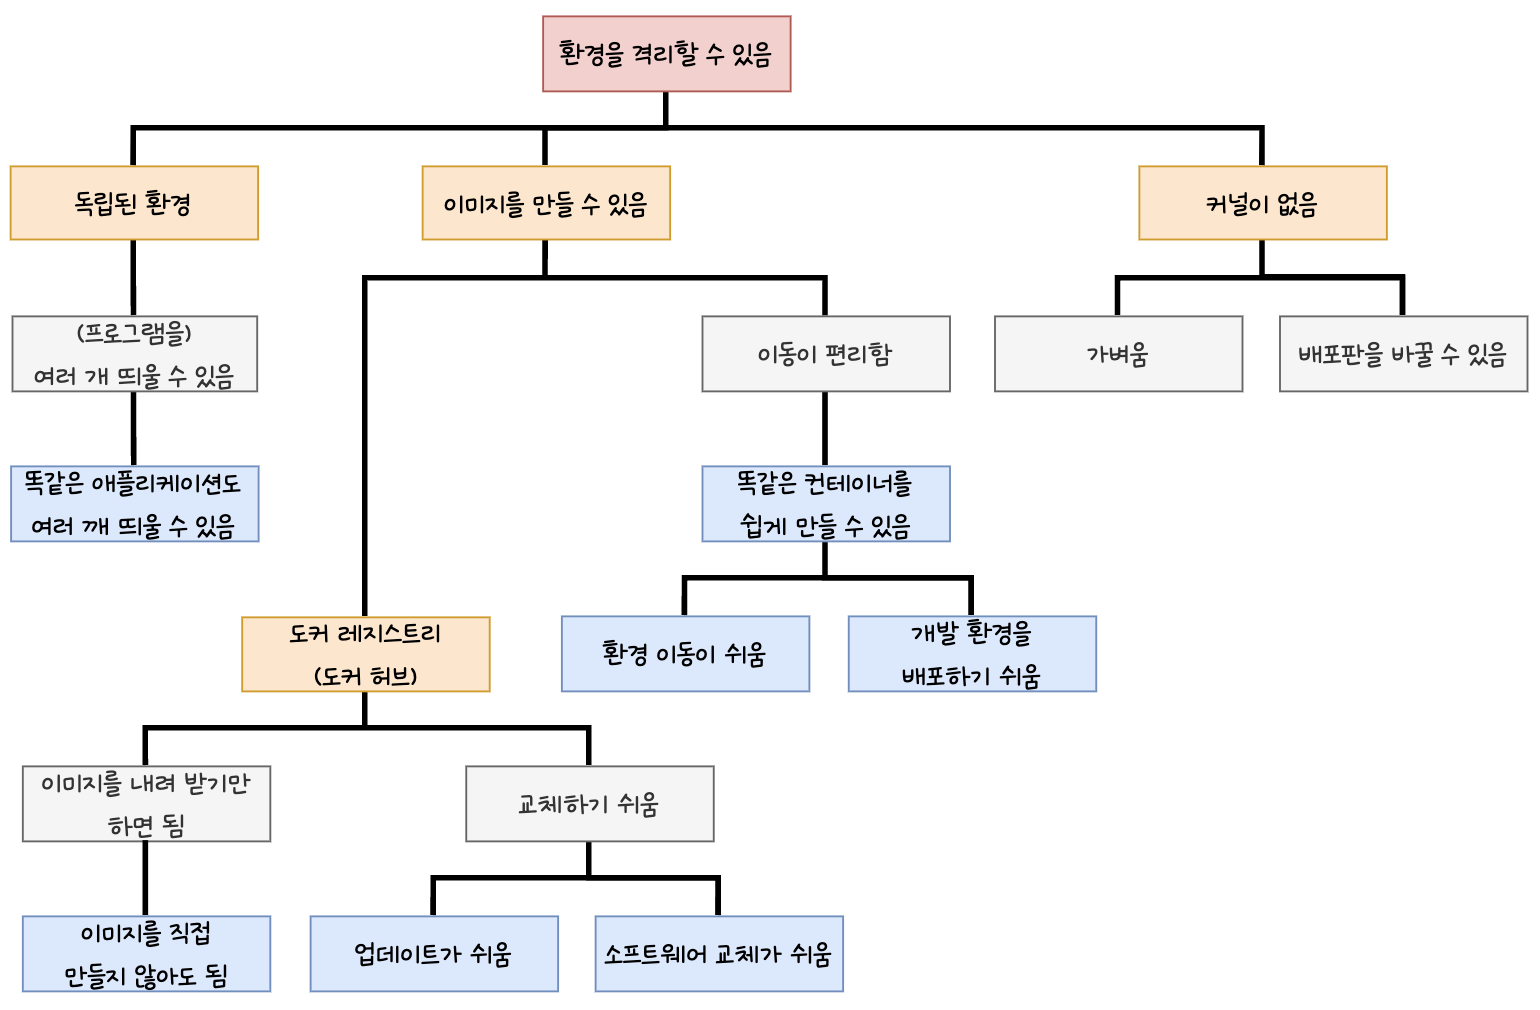 환경을 격리할 수 있음
독립된 환경
이미지를 만들 수 있음
커널이 없음
(프로그램을)
여러 개 띄울 수 있음
이동이 편리함
가벼움
배포판을 바꿀 수 있음
똑같은 애플리케이션도
여러 깨 띄울 수 있음
똑같은 컨테이너를
쉽게 만들 수 있음
도커 레지스트리
(도커 허브)
환경 이동이 쉬움
개발 환경을
배포하기 쉬움
이미지를 내려 받기만
하면 됨
교체하기 쉬움
이미지를 직접
만들지 않아도 됨
업데이트가 쉬움
소프트웨어 교체가 쉬움